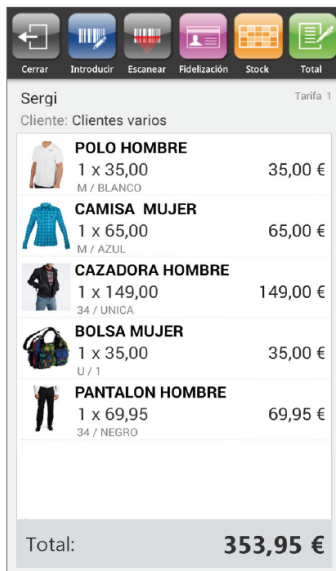 Cerrar Introducir Escanear Fidelización Stock Total
Sergi Tarifa 1
Cliente: Clientes varios
POLO HOMBRE
1 x 35,00 35,00 €
M / BLANCO
CAMISA MUJER
1 x 65,00 65,00 €
M / AZUL
CAZADORA HOMBRE
1 x 149,00 149,00 €
34 / UNICA
BOLSA MUJER
1 x 35,00 35,00 €
U / 1
PANTALON HOMBRE
1 x 69,95 69,95 €
34 / NEGRO
Total: 353,95 €